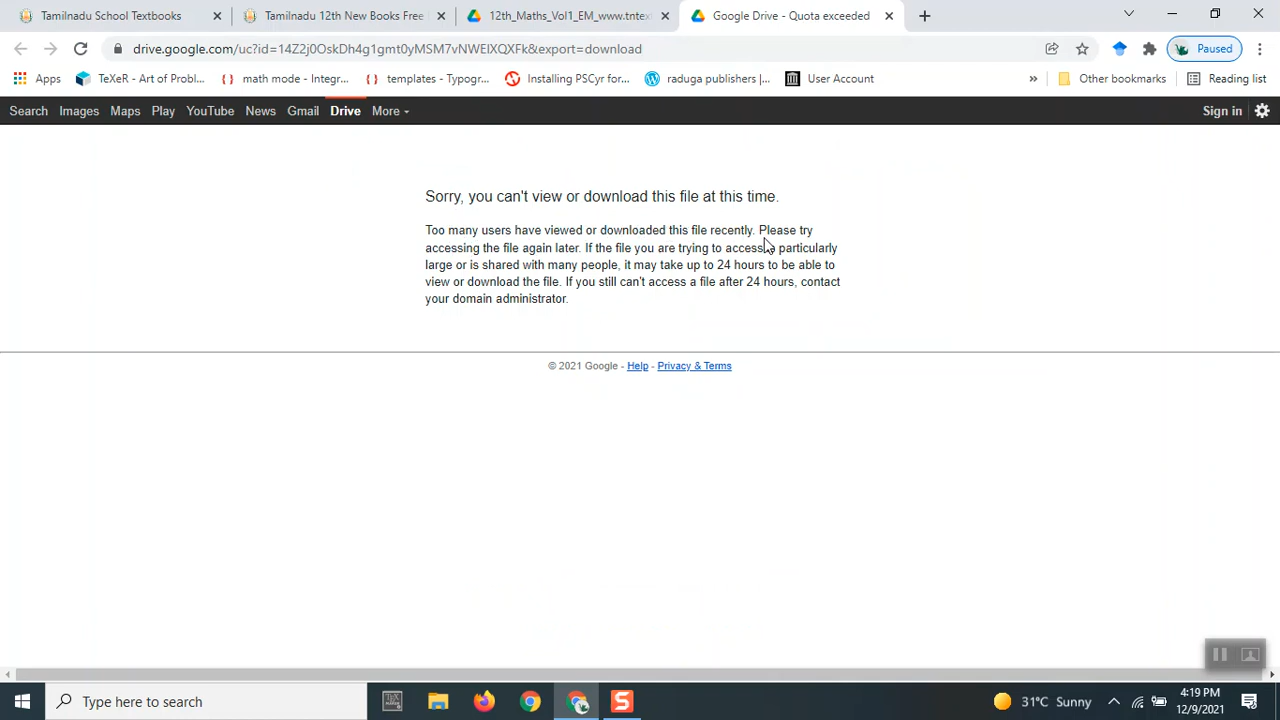 Tamilnadu School Textbooks
Tamilnadu 12th New Books Free
12th_Maths_Vol1_EM_www.tntext
Google Drive - Quota exceeded
drive.google.com/uc?id=14Z2j0OskDh4g1gmt0yMSM7vNWEIXQXFk&export=download
Paused
Apps
TeXeR - Art of Probl...
math mode - Integr...
templates - Typogr...
Installing PSCyr for...
raduga publishers |...
User Account
»
Other bookmarks
Reading list
Search Images Maps Play YouTube News Gmail Drive More
Sign in
Sorry, you can't view or download this file at this time.
Too many users have viewed or downloaded this file recently. Please try
accessing the file again later. If the file you are trying to access particularly
large or is shared with many people, it may take up to 24 hours to be able to
view or download the file. If you still can't access a file after 24 hours, contact
your domain administrator.
© 2021 Google - Help - Privacy & Terms
Type here to search
31°C Sunny
4:19 PM
12/9/2021